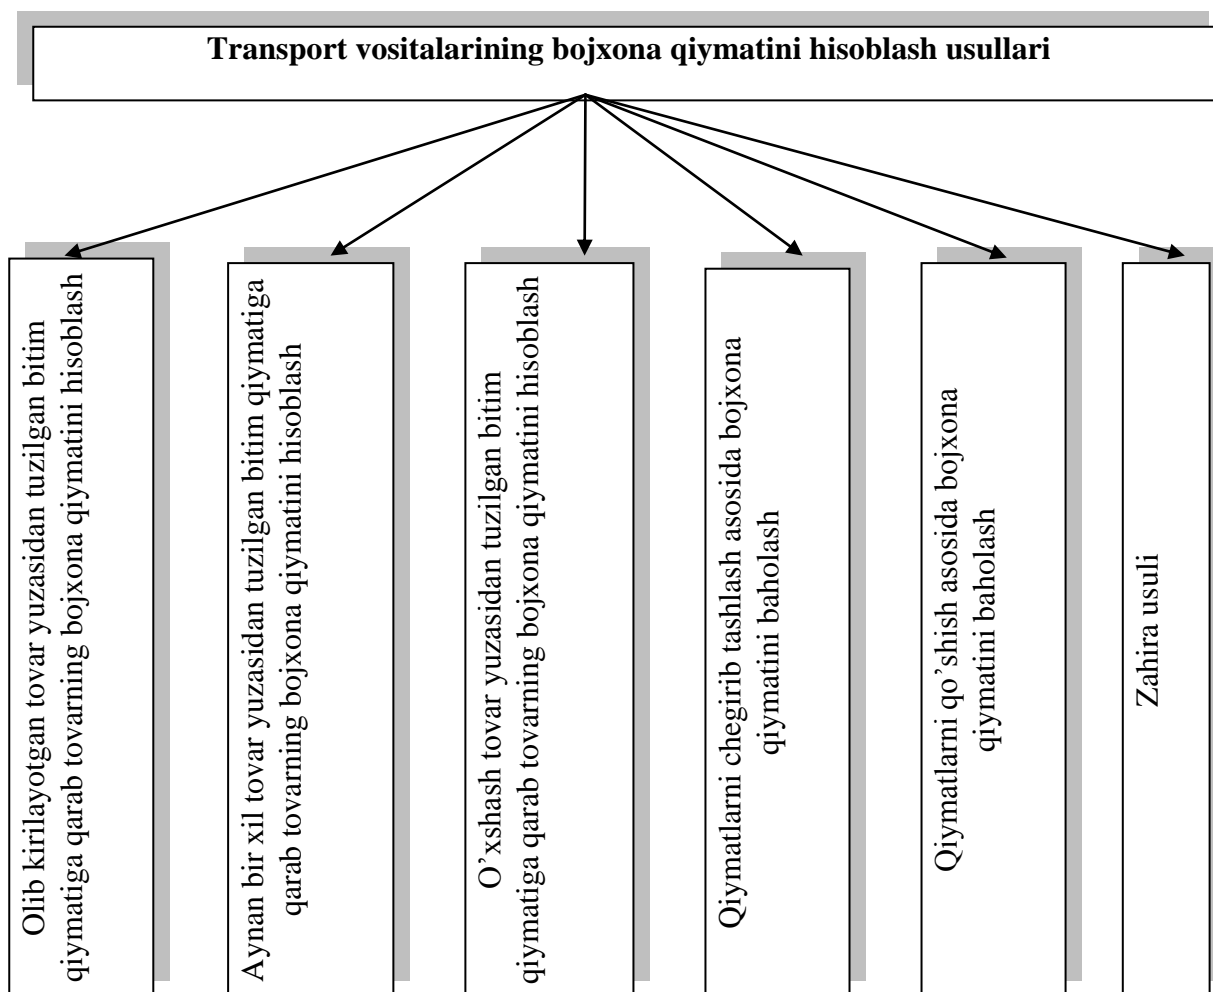 Transport vositalarining bojxona qiymatini hisoblash usullari
Olib kirilayotgan tovar yuzasidan tuzilgan bitim
qiymatiga qarab tovarning bojxona qiymatini hisoblash
Aynan bir xil tovar yuzasidan tuzilgan bitim qiymatiga
qarab tovarning bojxona qiymatini hisoblash
O’xshash tovar yuzasidan tuzilgan bitim
qiymatiga qarab tovarning bojxona qiymatini hisoblash
Qiymatlarni chegirib tashlash asosida bojxona
qiymatini baholash
Qiymatlarni qo’shish asosida bojxona
qiymatini baholash
Zahira usuli